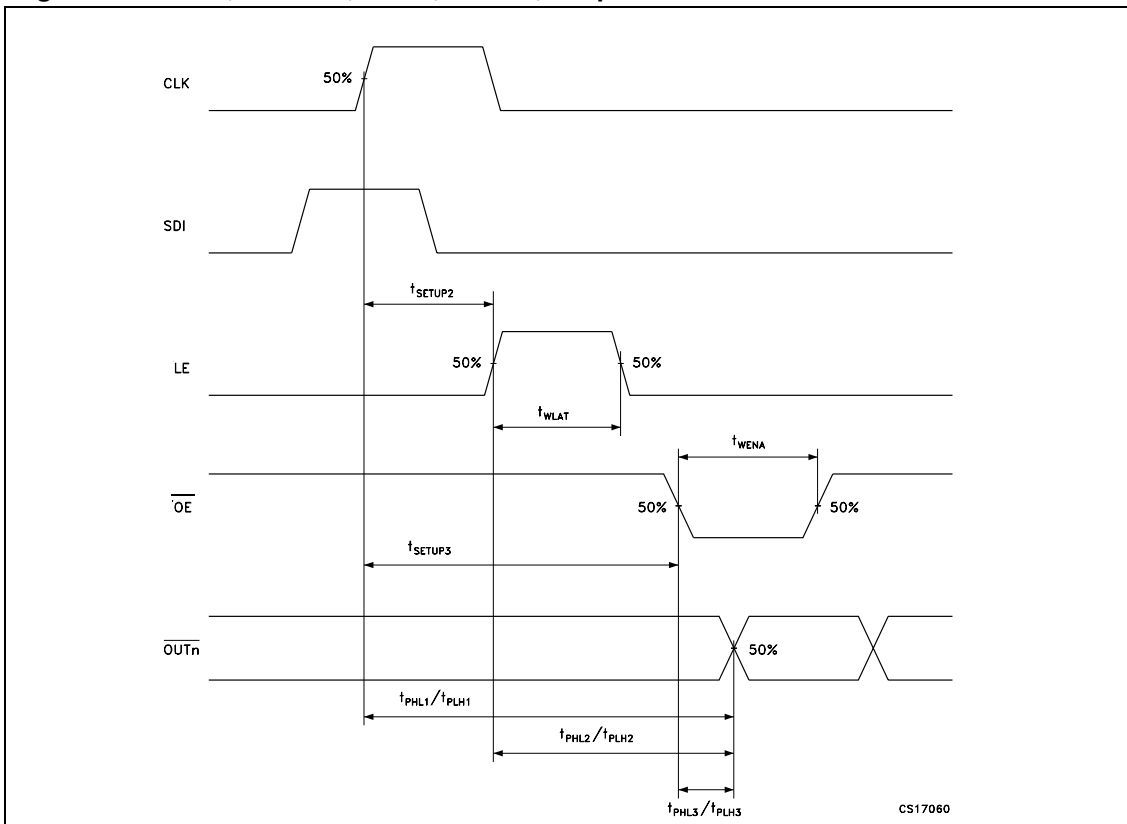 CLK
50%
SDI
tSETUP2
LE
50%
50%
tWLAT
tWENA
OE
50%
50%
tSETUP3
OUTn
50%
tPHL1/tPLH1
tPHL2/tPLH2
tPHL3/tPLH3
CS17060